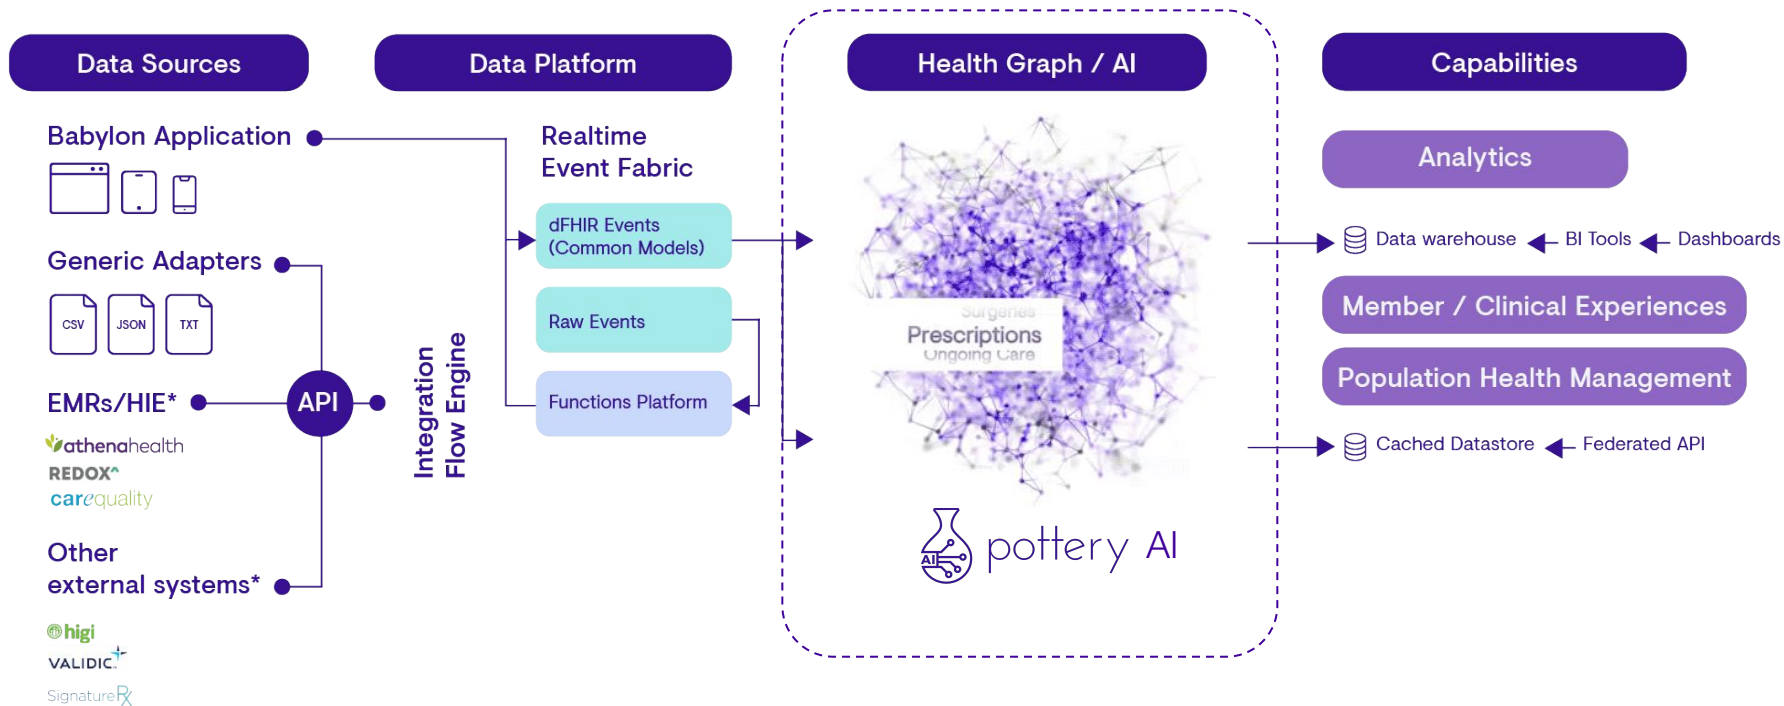 Data Sources
Babylon Application
Generic Adapters
CSV
JSON
TXT
EMRs/HIE*
athenahealth
REDOX^
carequality
Other
external systems*
higi
VALIDIC
SignatureRx
API
Data Platform
Integration
Flow Engine
Realtime
Event Fabric
dFHIR Events
(Common Models)
Raw Events
Functions Platform
Health Graph / AI
Surgeries
Prescriptions
Ongoing Care
AI
pottery AI
Capabilities
Analytics
Data warehouse
BI Tools
Dashboards
Member / Clinical Experiences
Population Health Management
Cached Datastore
Federated API